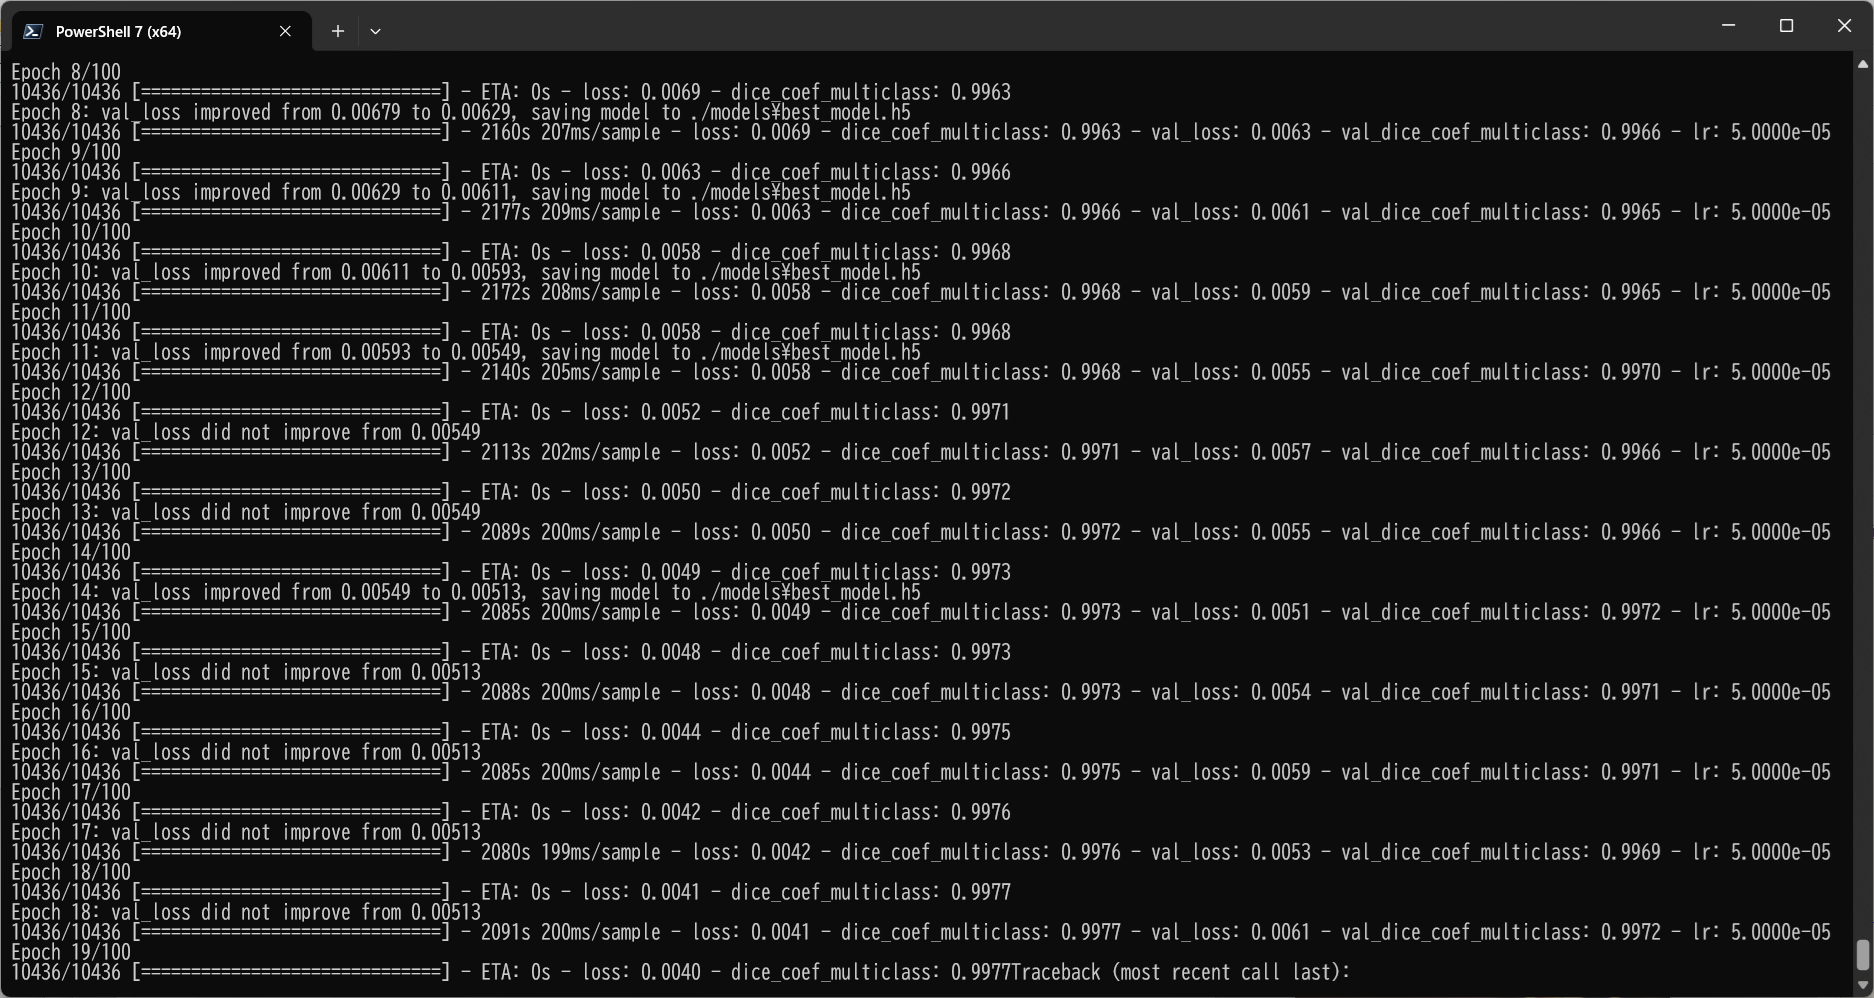 PowerShell 7 (x64)
Epoch 8/100
10436/10436 [==============================] - ETA: 0s - loss: 0.0069 - dice_coef_multiclass: 0.9963
Epoch 8: val_loss improved from 0.00679 to 0.00629, saving model to ./models¥best_model.h5
10436/10436 [==============================] - 2160s 207ms/sample - loss: 0.0069 - dice_coef_multiclass: 0.9963 - val_loss: 0.0063 - val_dice_coef_multiclass: 0.9966 - lr: 5.0000e-05
Epoch 9/100
10436/10436 [==============================] - ETA: 0s - loss: 0.0063 - dice_coef_multiclass: 0.9966
Epoch 9: val_loss improved from 0.00629 to 0.00611, saving model to ./models¥best_model.h5
10436/10436 [==============================] - 2177s 209ms/sample - loss: 0.0063 - dice_coef_multiclass: 0.9966 - val_loss: 0.0061 - val_dice_coef_multiclass: 0.9965 - lr: 5.0000e-05
Epoch 10/100
10436/10436 [==============================] - ETA: 0s - loss: 0.0058 - dice_coef_multiclass: 0.9968
Epoch 10: val_loss improved from 0.00611 to 0.00593, saving model to ./models¥best_model.h5
10436/10436 [==============================] - 2172s 208ms/sample - loss: 0.0058 - dice_coef_multiclass: 0.9968 - val_loss: 0.0059 - val_dice_coef_multiclass: 0.9965 - lr: 5.0000e-05
Epoch 11/100
10436/10436 [==============================] - ETA: 0s - loss: 0.0058 - dice_coef_multiclass: 0.9968
Epoch 11: val_loss improved from 0.00593 to 0.00549, saving model to ./models¥best_model.h5
10436/10436 [==============================] - 2140s 205ms/sample - loss: 0.0058 - dice_coef_multiclass: 0.9968 - val_loss: 0.0055 - val_dice_coef_multiclass: 0.9970 - lr: 5.0000e-05
Epoch 12/100
10436/10436 [==============================] - ETA: 0s - loss: 0.0052 - dice_coef_multiclass: 0.9971
Epoch 12: val_loss did not improve from 0.00549
10436/10436 [==============================] - 2113s 202ms/sample - loss: 0.0052 - dice_coef_multiclass: 0.9971 - val_loss: 0.0057 - val_dice_coef_multiclass: 0.9966 - lr: 5.0000e-05
Epoch 13/100
10436/10436 [==============================] - ETA: 0s - loss: 0.0050 - dice_coef_multiclass: 0.9972
Epoch 13: val_loss did not improve from 0.00549
10436/10436 [==============================] - 2089s 200ms/sample - loss: 0.0050 - dice_coef_multiclass: 0.9972 - val_loss: 0.0055 - val_dice_coef_multiclass: 0.9966 - lr: 5.0000e-05
Epoch 14/100
10436/10436 [==============================] - ETA: 0s - loss: 0.0049 - dice_coef_multiclass: 0.9973
Epoch 14: val_loss improved from 0.00549 to 0.00513, saving model to ./models¥best_model.h5
10436/10436 [==============================] - 2085s 200ms/sample - loss: 0.0049 - dice_coef_multiclass: 0.9973 - val_loss: 0.0051 - val_dice_coef_multiclass: 0.9972 - lr: 5.0000e-05
Epoch 15/100
10436/10436 [==============================] - ETA: 0s - loss: 0.0048 - dice_coef_multiclass: 0.9973
Epoch 15: val_loss did not improve from 0.00513
10436/10436 [==============================] - 2088s 200ms/sample - loss: 0.0048 - dice_coef_multiclass: 0.9973 - val_loss: 0.0054 - val_dice_coef_multiclass: 0.9971 - lr: 5.0000e-05
Epoch 16/100
10436/10436 [==============================] - ETA: 0s - loss: 0.0044 - dice_coef_multiclass: 0.9975
Epoch 16: val_loss did not improve from 0.00513
10436/10436 [==============================] - 2085s 200ms/sample - loss: 0.0044 - dice_coef_multiclass: 0.9975 - val_loss: 0.0059 - val_dice_coef_multiclass: 0.9971 - lr: 5.0000e-05
Epoch 17/100
10436/10436 [==============================] - ETA: 0s - loss: 0.0042 - dice_coef_multiclass: 0.9976
Epoch 17: val_loss did not improve from 0.00513
10436/10436 [==============================] - 2080s 199ms/sample - loss: 0.0042 - dice_coef_multiclass: 0.9976 - val_loss: 0.0053 - val_dice_coef_multiclass: 0.9969 - lr: 5.0000e-05
Epoch 18/100
10436/10436 [==============================] - ETA: 0s - loss: 0.0041 - dice_coef_multiclass: 0.9977
Epoch 18: val_loss did not improve from 0.00513
10436/10436 [==============================] - 2091s 200ms/sample - loss: 0.0041 - dice_coef_multiclass: 0.9977 - val_loss: 0.0061 - val_dice_coef_multiclass: 0.9972 - lr: 5.0000e-05
Epoch 19/100
10436/10436 [==============================] - ETA: 0s - loss: 0.0040 - dice_coef_multiclass: 0.9977Traceback (most recent call last):